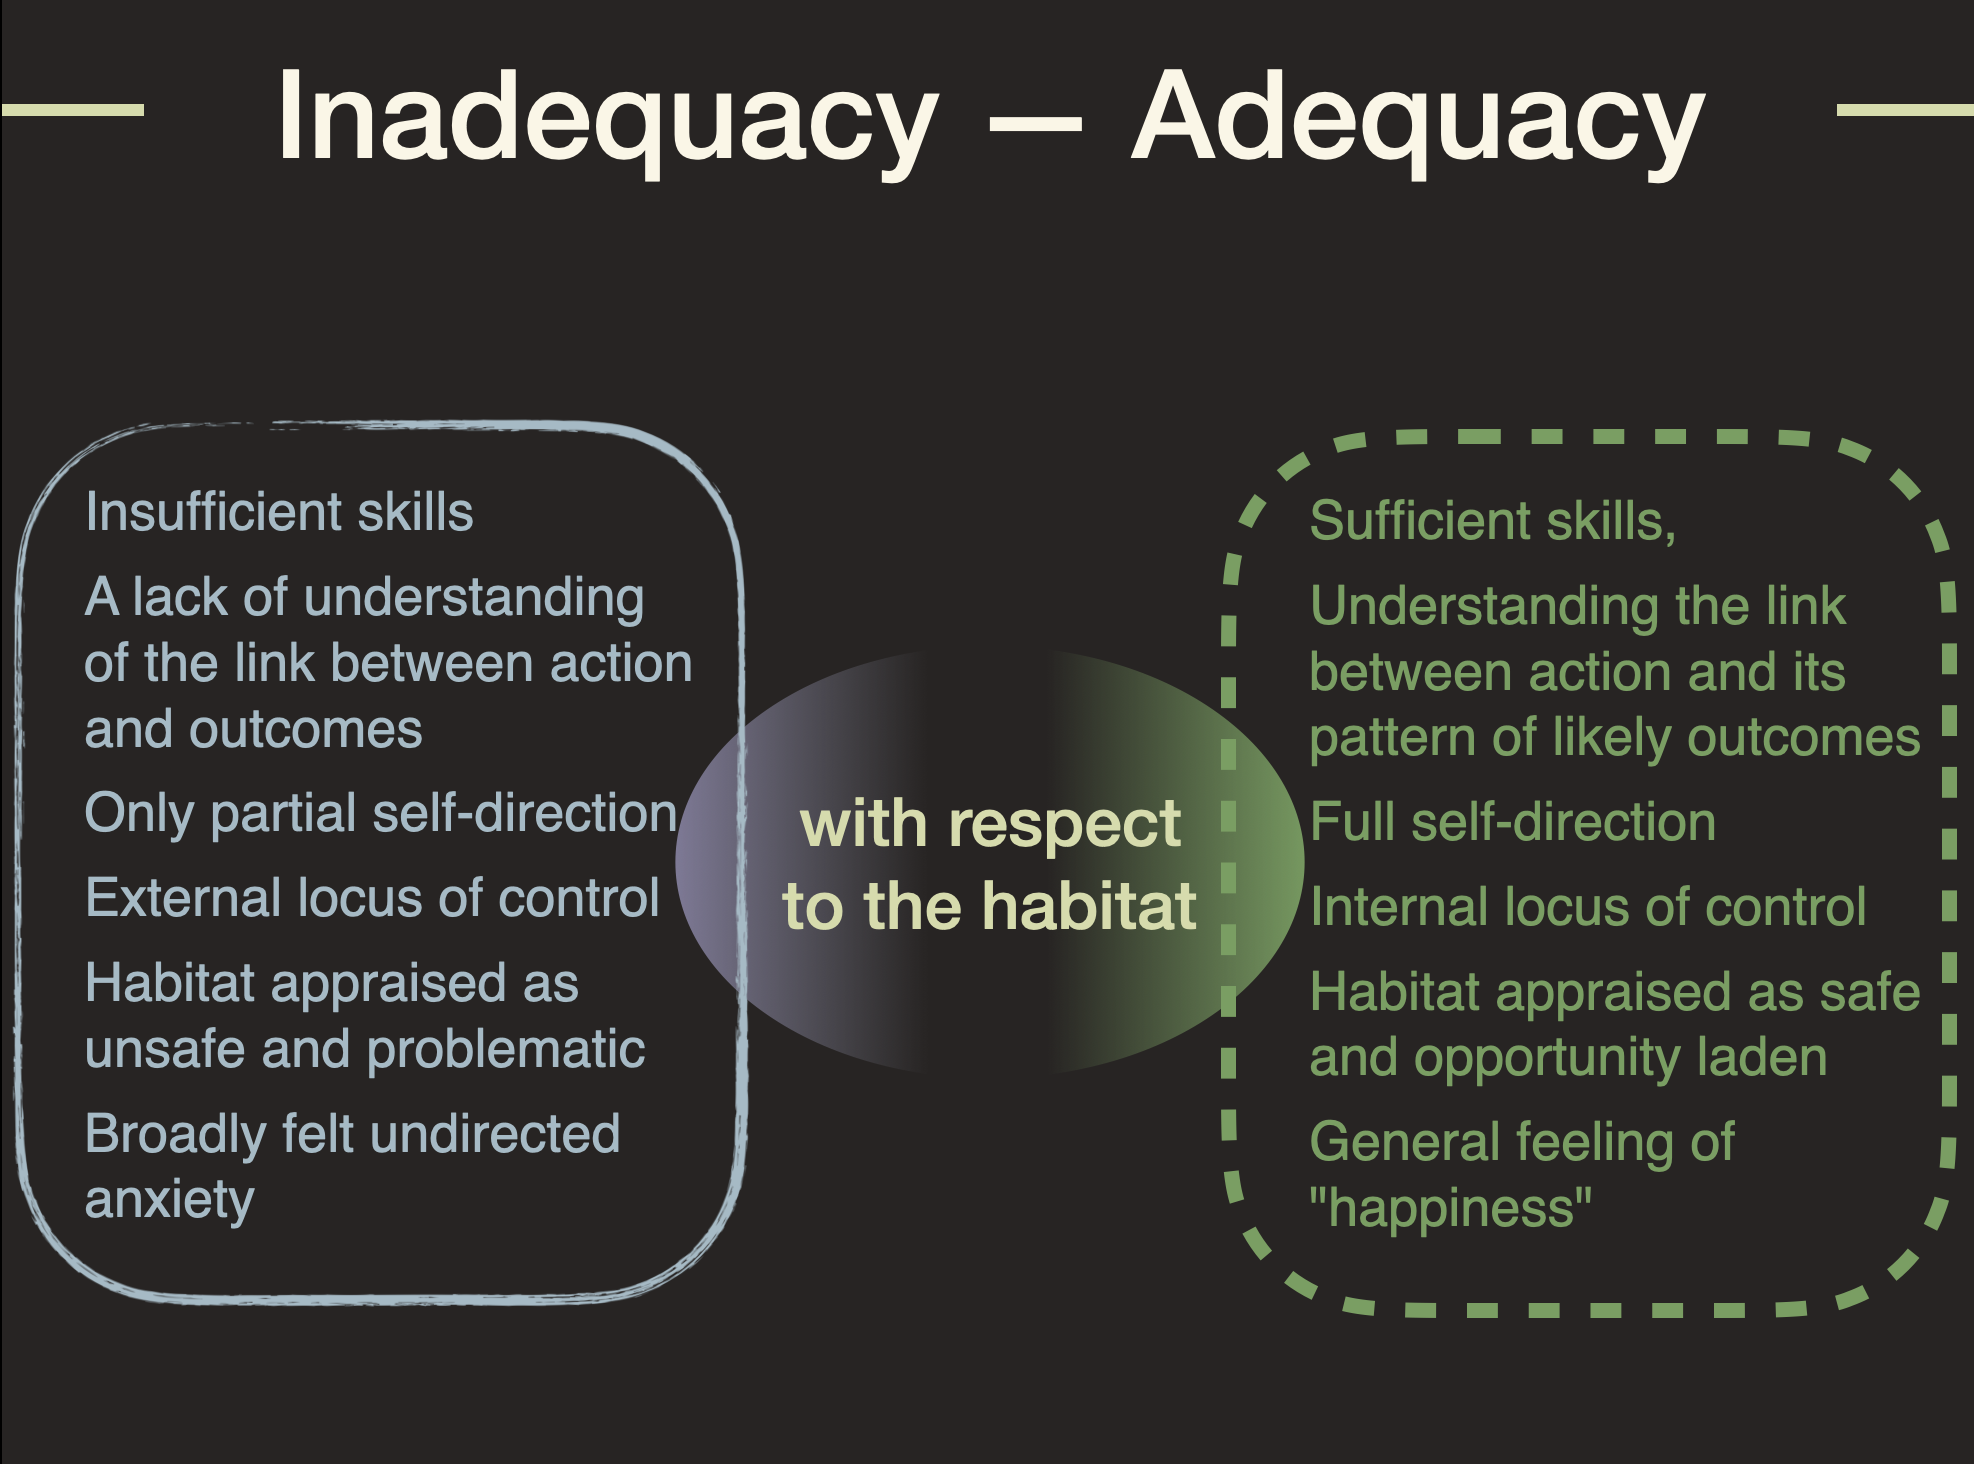 Inadequacy — Adequacy
Insufficient skills
A lack of understanding
of the link between action
and outcomes
Only partial self-direction
External locus of control
Habitat appraised as
unsafe and problematic
Broadly felt undirected
anxiety
with respect
to the habitat
Sufficient skills,
Understanding the link
between action and its
pattern of likely outcomes
Full self-direction
Internal locus of control
Habitat appraised as safe
and opportunity laden
General feeling of
"happiness"